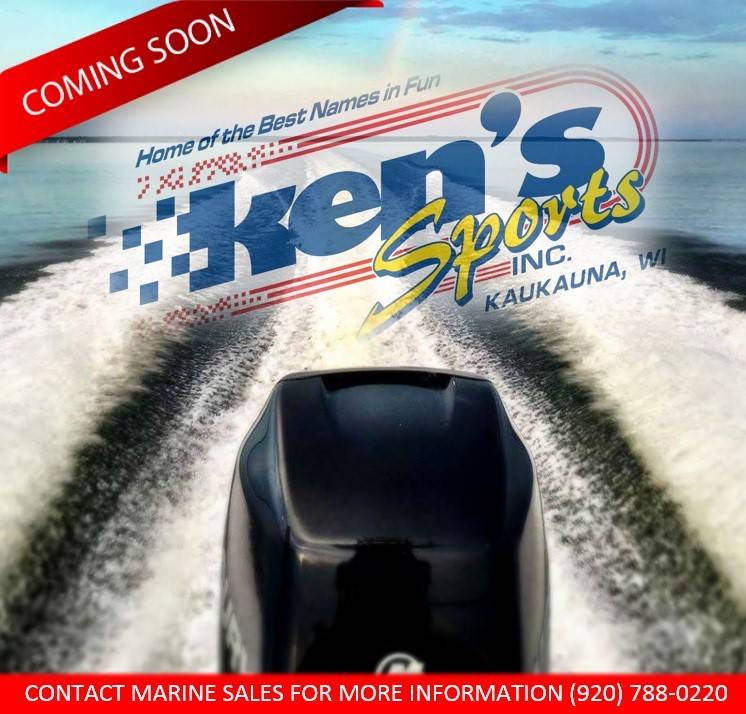 COMING SOON
Home of the Best Names in Fun
Ken's
Sports
INC.
KAUKAUNA, WI
CONTACT MARINE SALES FOR MORE INFORMATION (920) 788-0220